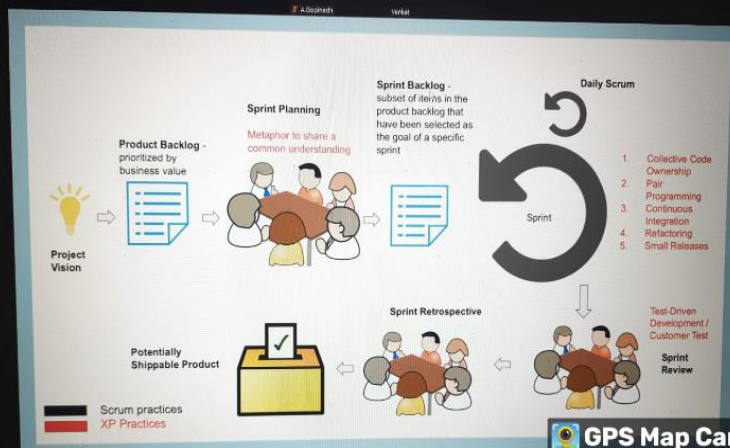 A.Gopinadh
Venkat
Daily Scrum
Sprint Backlog -
subset of items in the
product backlog that
have been selected as
the goal of a specific
sprint
Sprint Planning
Metaphor to share a
common understanding
Product Backlog -
prioritized by
business value
Project
Vision
Sprint
1. Collective Code
Ownership
2. Pair
Programming
3. Continuous
Integration
4. Refactoring
5. Small Releases
Test-Driven
Development /
Customer Test
Sprint
Review
Sprint Retrospective
Potentially
Shippable Product
Scrum practices
XP Practices
GPS Map Car